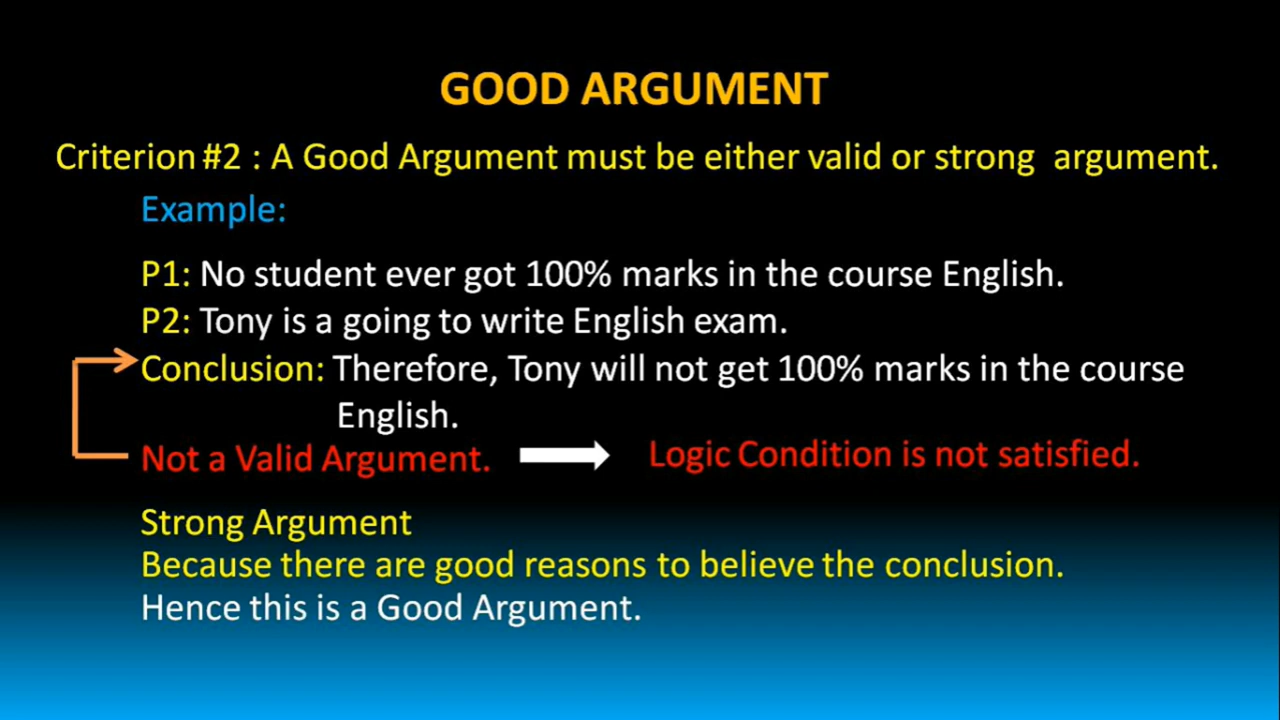 GOOD ARGUMENT
Criterion #2 : A Good Argument must be either valid or strong argument.
Example:
P1: No student ever got 100% marks in the course English.
P2: Tony is a going to write English exam.
Conclusion: Therefore, Tony will not get 100% marks in the course
English.
Not a Valid Argument. Logic Condition is not satisfied.
Strong Argument
Because there are good reasons to believe the conclusion.
Hence this is a Good Argument.